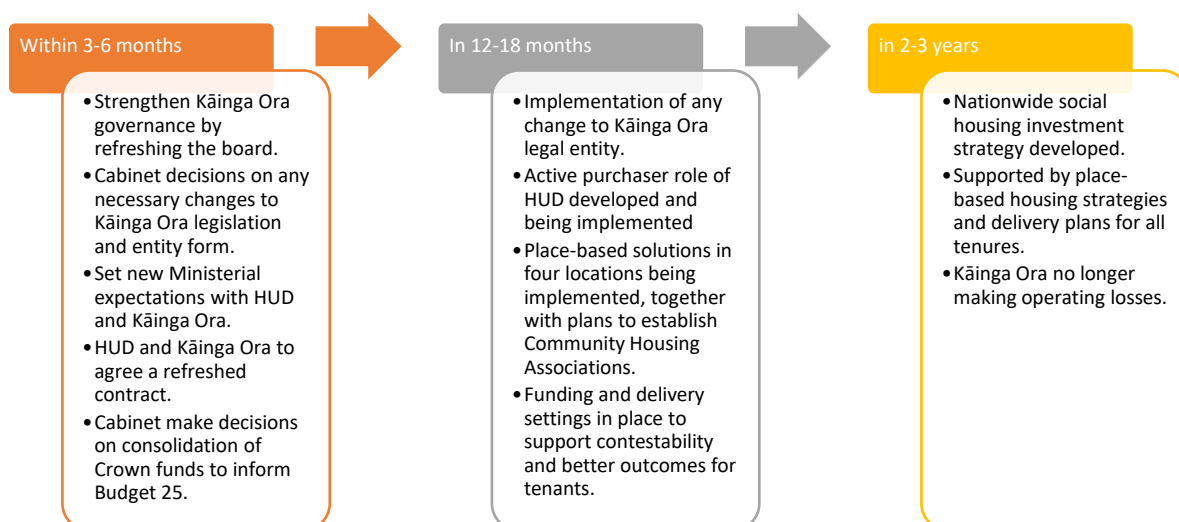 Within 3-6 months
•Strengthen Kāinga Ora
governance by
refreshing the board.
•Cabinet decisions on any
necessary changes to
Kāinga Ora legislation
and entity form.
•Set new Ministerial
expectations with HUD
and Kāinga Ora.
•HUD and Kāinga Ora to
agree a refreshed
contract.
•Cabinet make decisions
on consolidation of
Crown funds to inform
Budget 25.
In 12-18 months
•Implementation of any
change to Kāinga Ora
legal entity.
•Active purchaser role of
HUD developed and
being implemented
•Place-based solutions in
four locations being
implemented, together
with plans to establish
Community Housing
Associations.
•Funding and delivery
settings in place to
support contestability
and better outcomes for
tenants.
in 2-3 years
•Nationwide social
housing investment
strategy developed.
•Supported by place-
based housing strategies
and delivery plans for all
tenures.
•Kāinga Ora no longer
making operating losses.